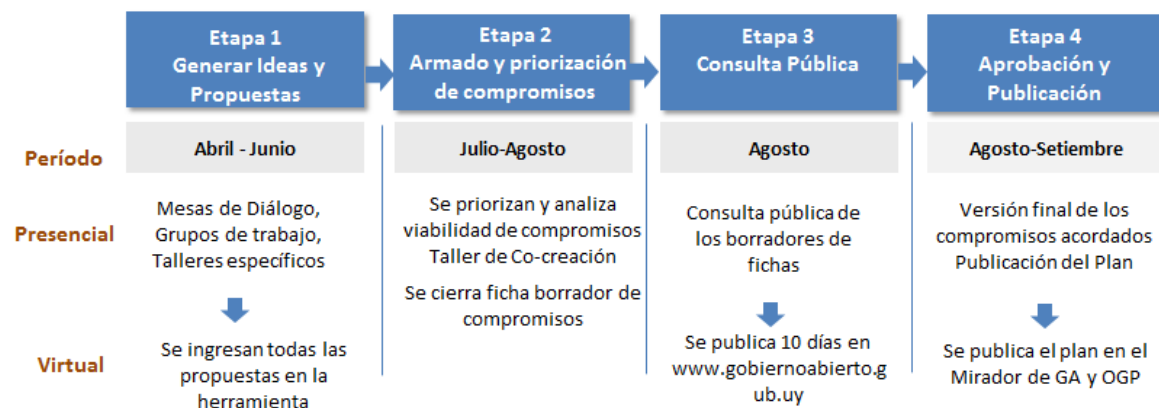 Etapa 1
Generar Ideas y
Propuestas
Etapa 2
Armado y priorización
de compromisos
Etapa 3
Consulta Pública
Etapa 4
Aprobación y
Publicación
Período
Abril - Junio
Julio-Agosto
Agosto
Agosto-Setiembre
Presencial
Mesas de Diálogo,
Grupos de trabajo,
Talleres específicos
Se priorizan y analiza
viabilidad de compromisos
Taller de Co-creación
Se cierra ficha borrador de
compromisos
Consulta pública de
los borradores de
fichas
Versión final de los
compromisos acordados
Publicación del Plan
Virtual
Se ingresan todas las
propuestas en la
herramienta
Se publica 10 días en
www.gobiernoabierto.g
ub.uy
Se publica el plan en el
Mirador de GA y OGP